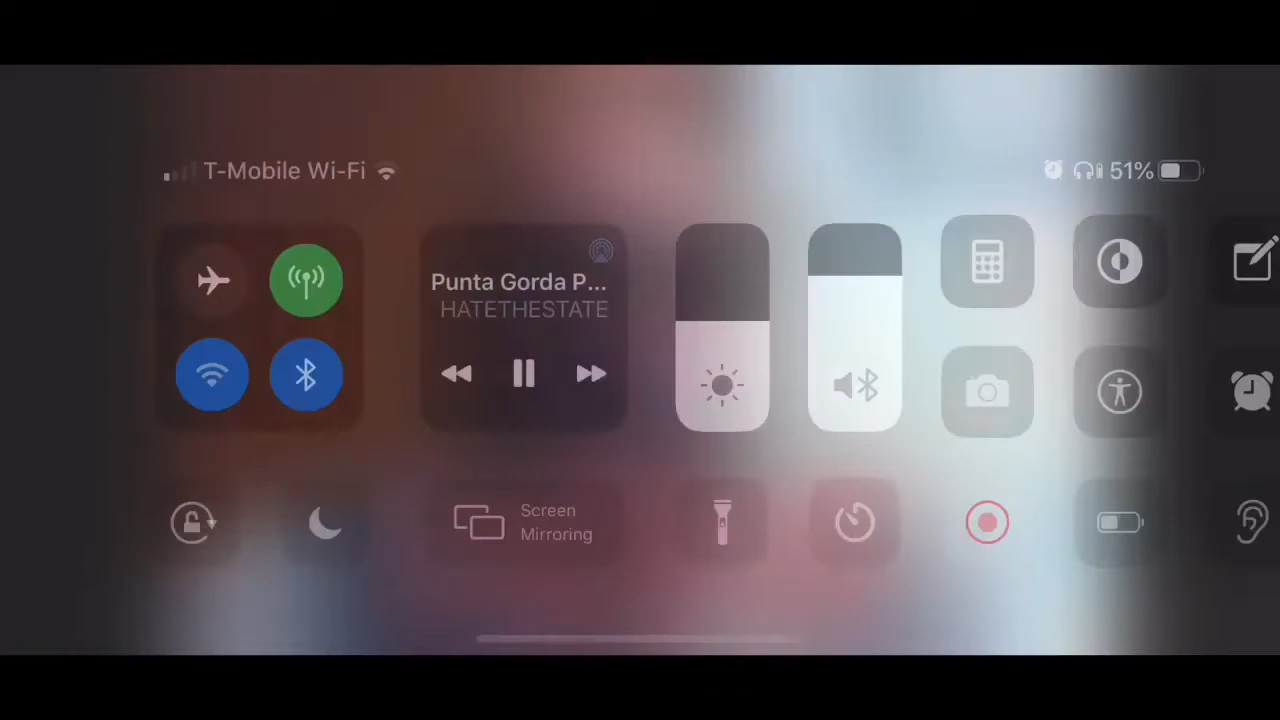 T-Mobile Wi-Fi
51%
Punta Gorda P...
HATETHESTATE
Screen
Mirroring